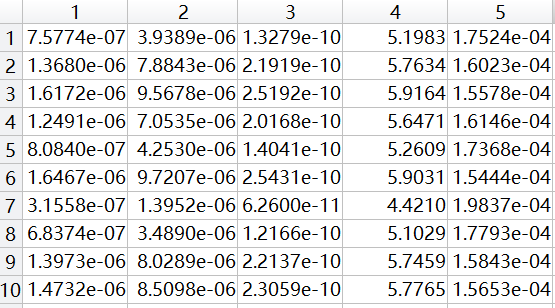 1 2 3 4 5
1 7.5774e-07 3.9389e-06 1.3279e-10 5.1983 1.7524e-04
2 1.3680e-06 7.8843e-06 2.1919e-10 5.7634 1.6023e-04
3 1.6172e-06 9.5678e-06 2.5192e-10 5.9164 1.5578e-04
4 1.2491e-06 7.0535e-06 2.0168e-10 5.6471 1.6146e-04
5 8.0840e-07 4.2530e-06 1.4041e-10 5.2609 1.7368e-04
6 1.6467e-06 9.7207e-06 2.5431e-10 5.9031 1.5444e-04
7 3.1558e-07 1.3952e-06 6.2600e-11 4.4210 1.9837e-04
8 6.8374e-07 3.4890e-06 1.2166e-10 5.1029 1.7793e-04
9 1.3973e-06 8.0289e-06 2.2137e-10 5.7459 1.5843e-04
10 1.4732e-06 8.5098e-06 2.3059e-10 5.7765 1.5653e-04